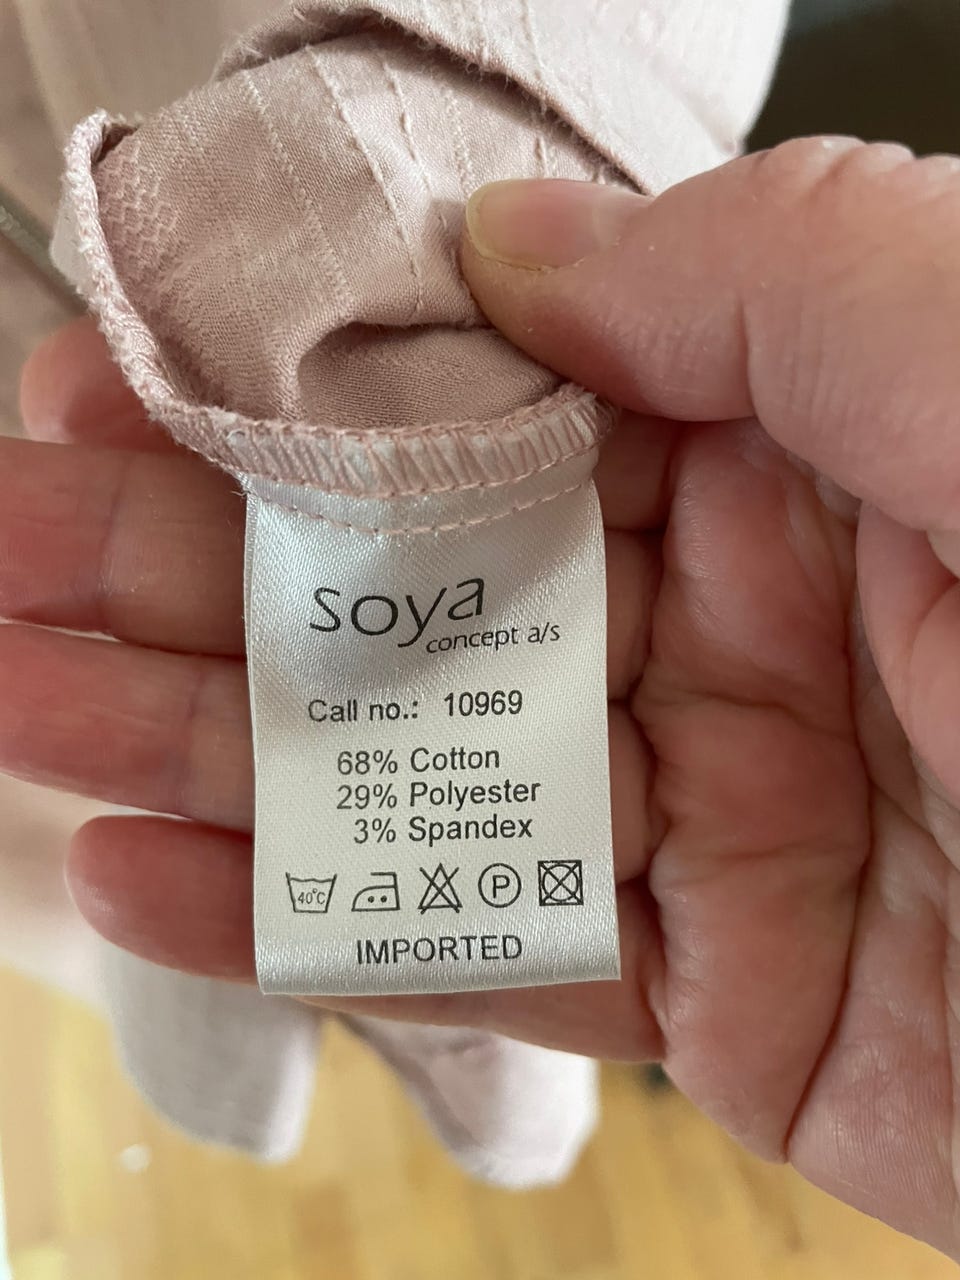 soya
concept a/s
Call no.: 10969
68% Cotton
29% Polyester
3% Spandex
40°C P
IMPORTED